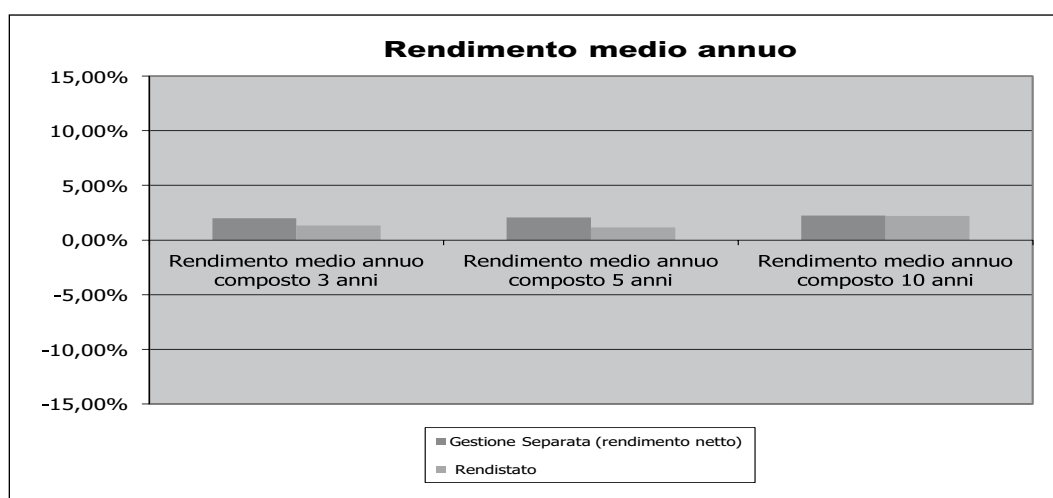 Rendimento medio annuo
15,00%
10,00%
5,00%
0,00%
-5,00%
-10,00%
-15,00%
Rendimento medio annuo
composto 3 anni
Rendimento medio annuo
composto 5 anni
Rendimento medio annuo
composto 10 anni
Gestione Separata (rendimento netto)
Rendistato